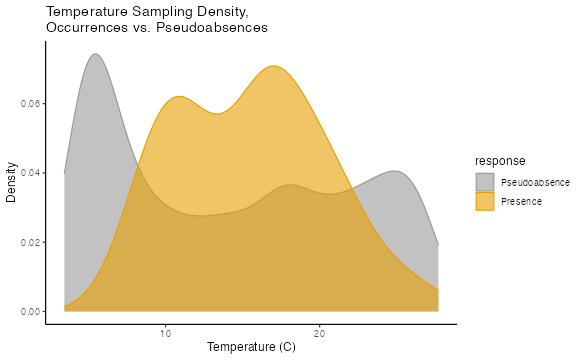 Temperature Sampling Density,
Occurrences vs. Pseudoabsences
Density
0.06
0.04
0.02
0.00
10
20
Temperature (C)
response
Pseudoabsence
Presence